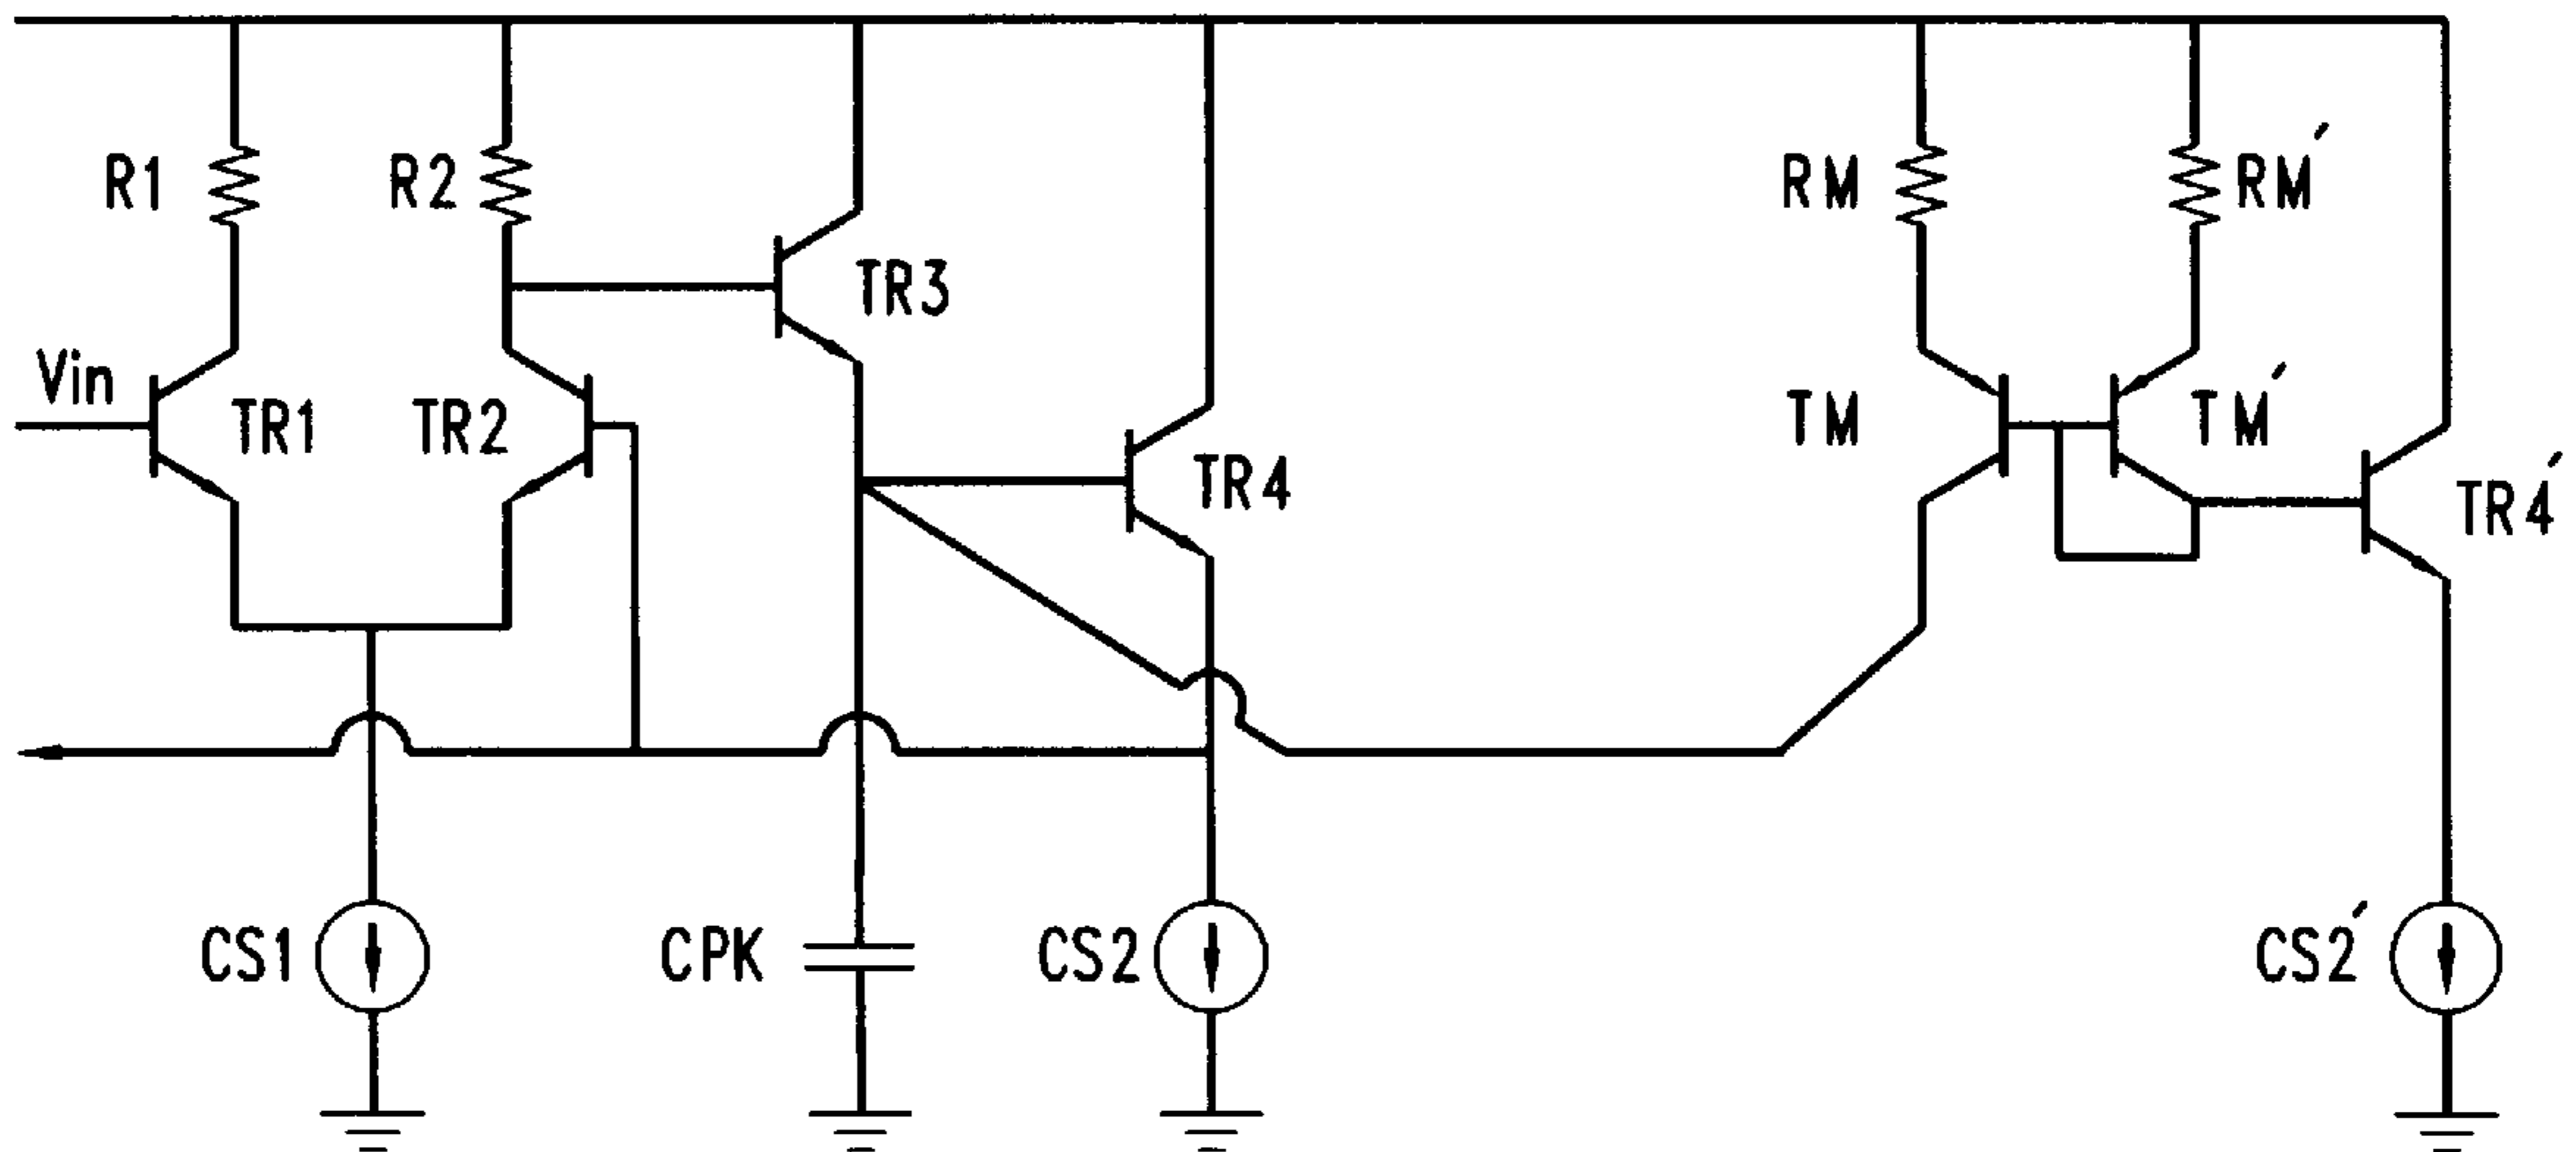 R1
R2
RM
RM′
TR3
Vin
TR1
TR2
TM
TM′
TR4
TR4′
CS1
CPK
CS2
CS2′